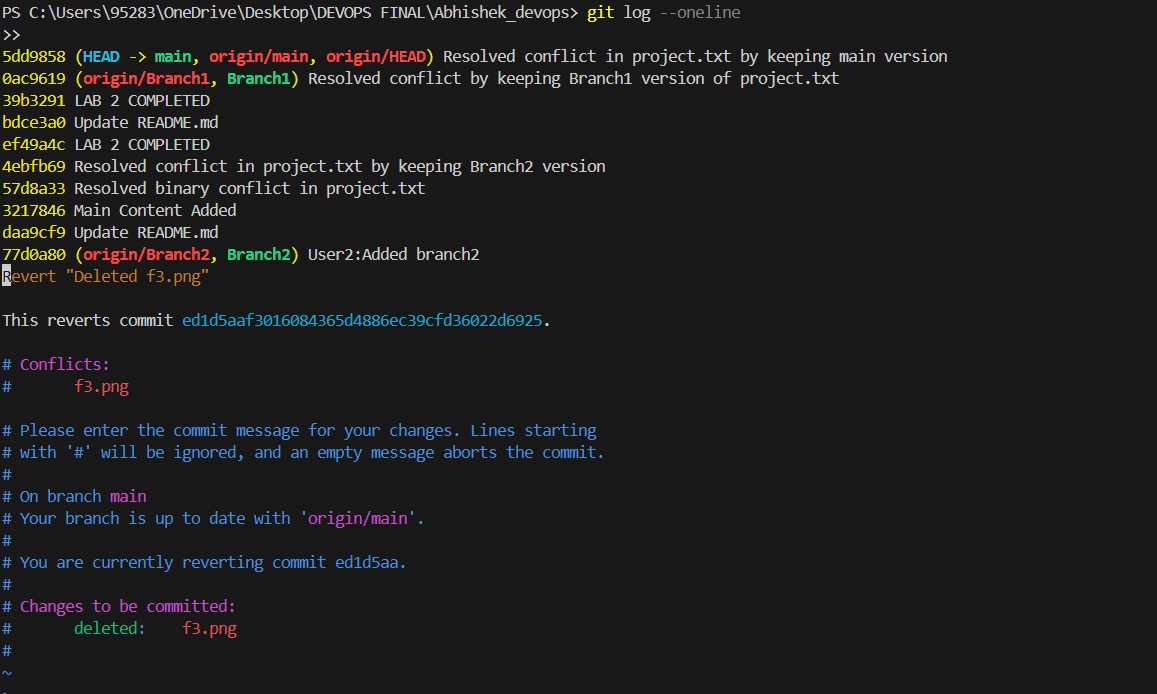 PS C:\Users\95283\OneDrive\Desktop\DEVOPS FINAL\Abhishek_devops> git log --oneline
>>
5dd9858 (HEAD -> main, origin/main, origin/HEAD) Resolved conflict in project.txt by keeping main version
0ac9619 (origin/Branch1, Branch1) Resolved conflict by keeping Branch1 version of project.txt
39b3291 LAB 2 COMPLETED
bdce3a0 Update README.md
ef49a4c LAB 2 COMPLETED
4ebfb69 Resolved conflict in project.txt by keeping Branch2 version
57d8a33 Resolved binary conflict in project.txt
3217846 Main Content Added
daa9cf9 Update README.md
77d0a80 (origin/Branch2, Branch2) User2:Added branch2
Revert "Deleted f3.png"

This reverts commit ed1d5aaf3016084365d4886ec39cfd36022d6925.

# Conflicts:
#       f3.png

# Please enter the commit message for your changes. Lines starting
# with '#' will be ignored, and an empty message aborts the commit.
#
# On branch main
# Your branch is up to date with 'origin/main'.
#
# You are currently reverting commit ed1d5aa.
#
# Changes to be committed:
#       deleted:    f3.png
#
~